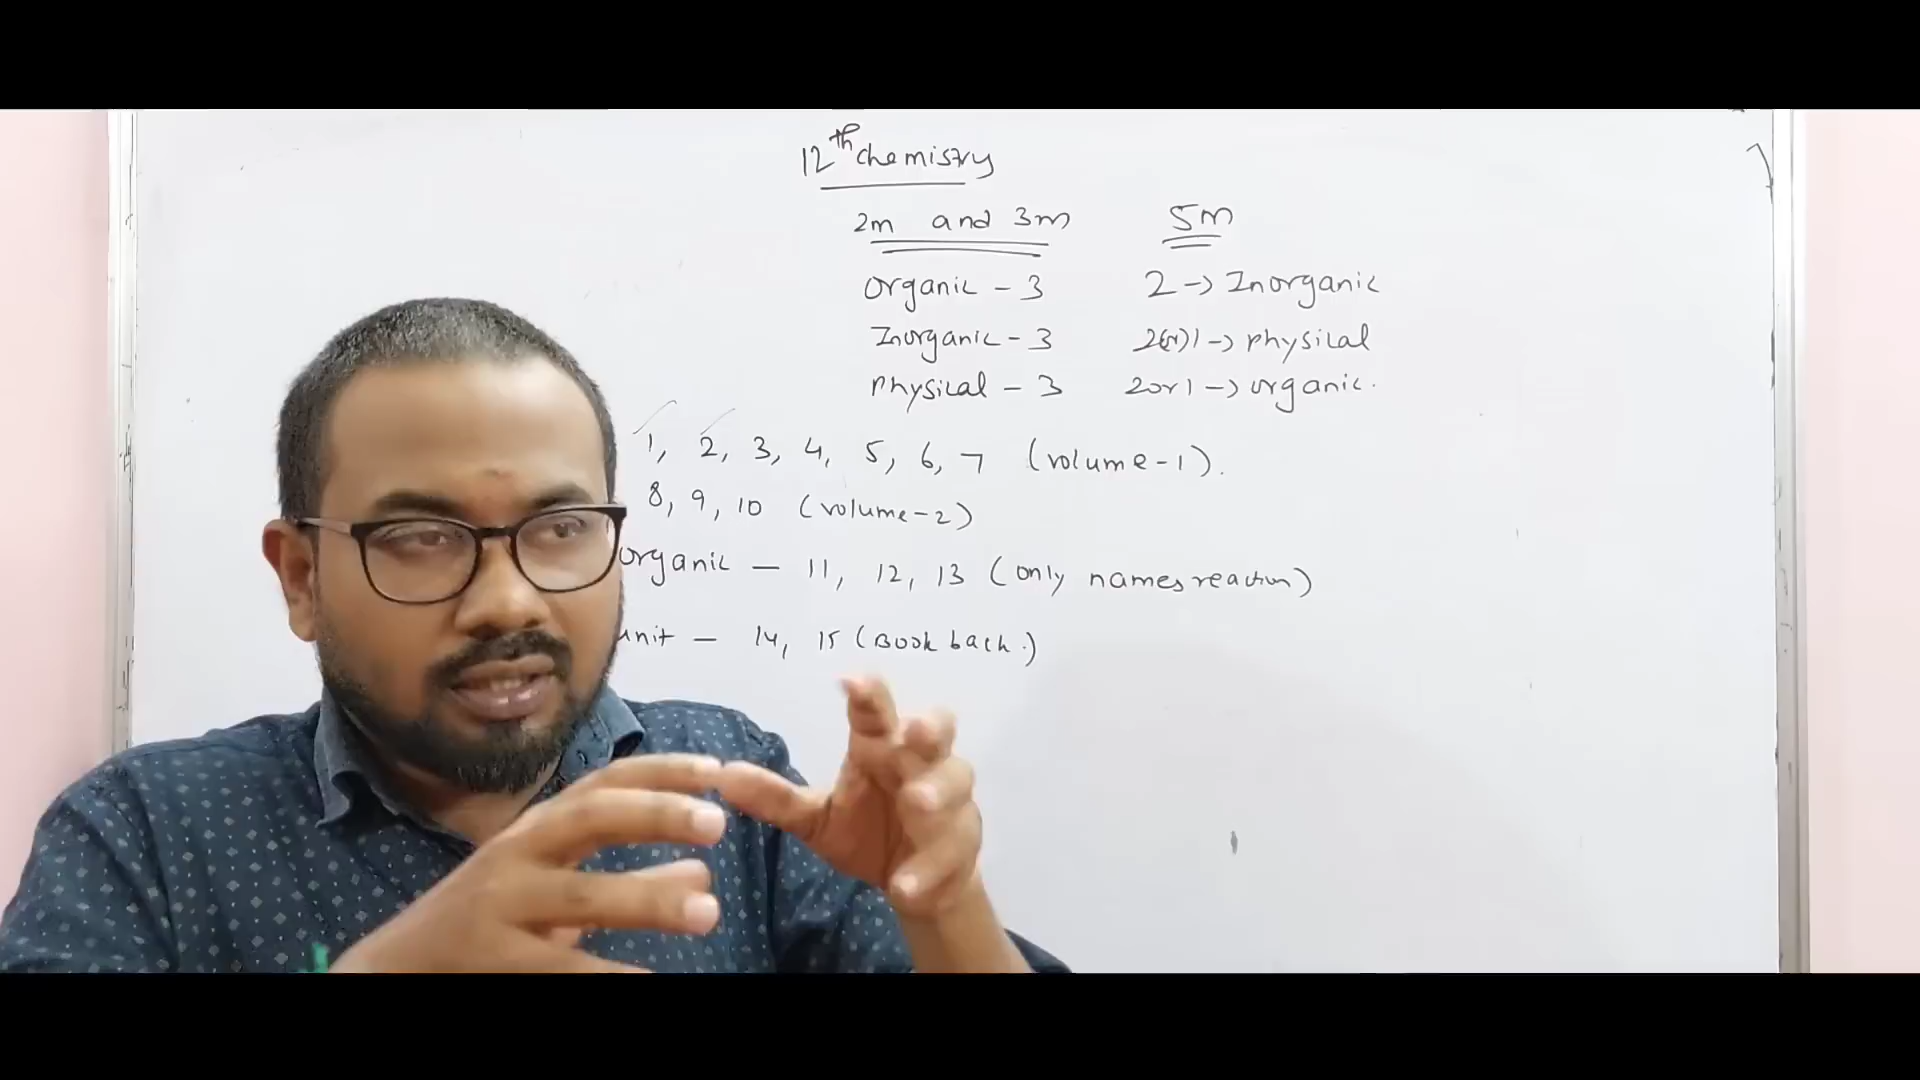 12th chemistry
2m and 3m 5m
Organic - 3 2 -> Inorganic
Inorganic - 3 2(or)1 -> physical
Physical - 3 2or1 -> organic.
1, 2, 3, 4, 5, 6, 7 (volume-1).
8, 9, 10 (volume-2)
organic - 11, 12, 13 (only names reaction)
unit - 14, 15 (Book back.)